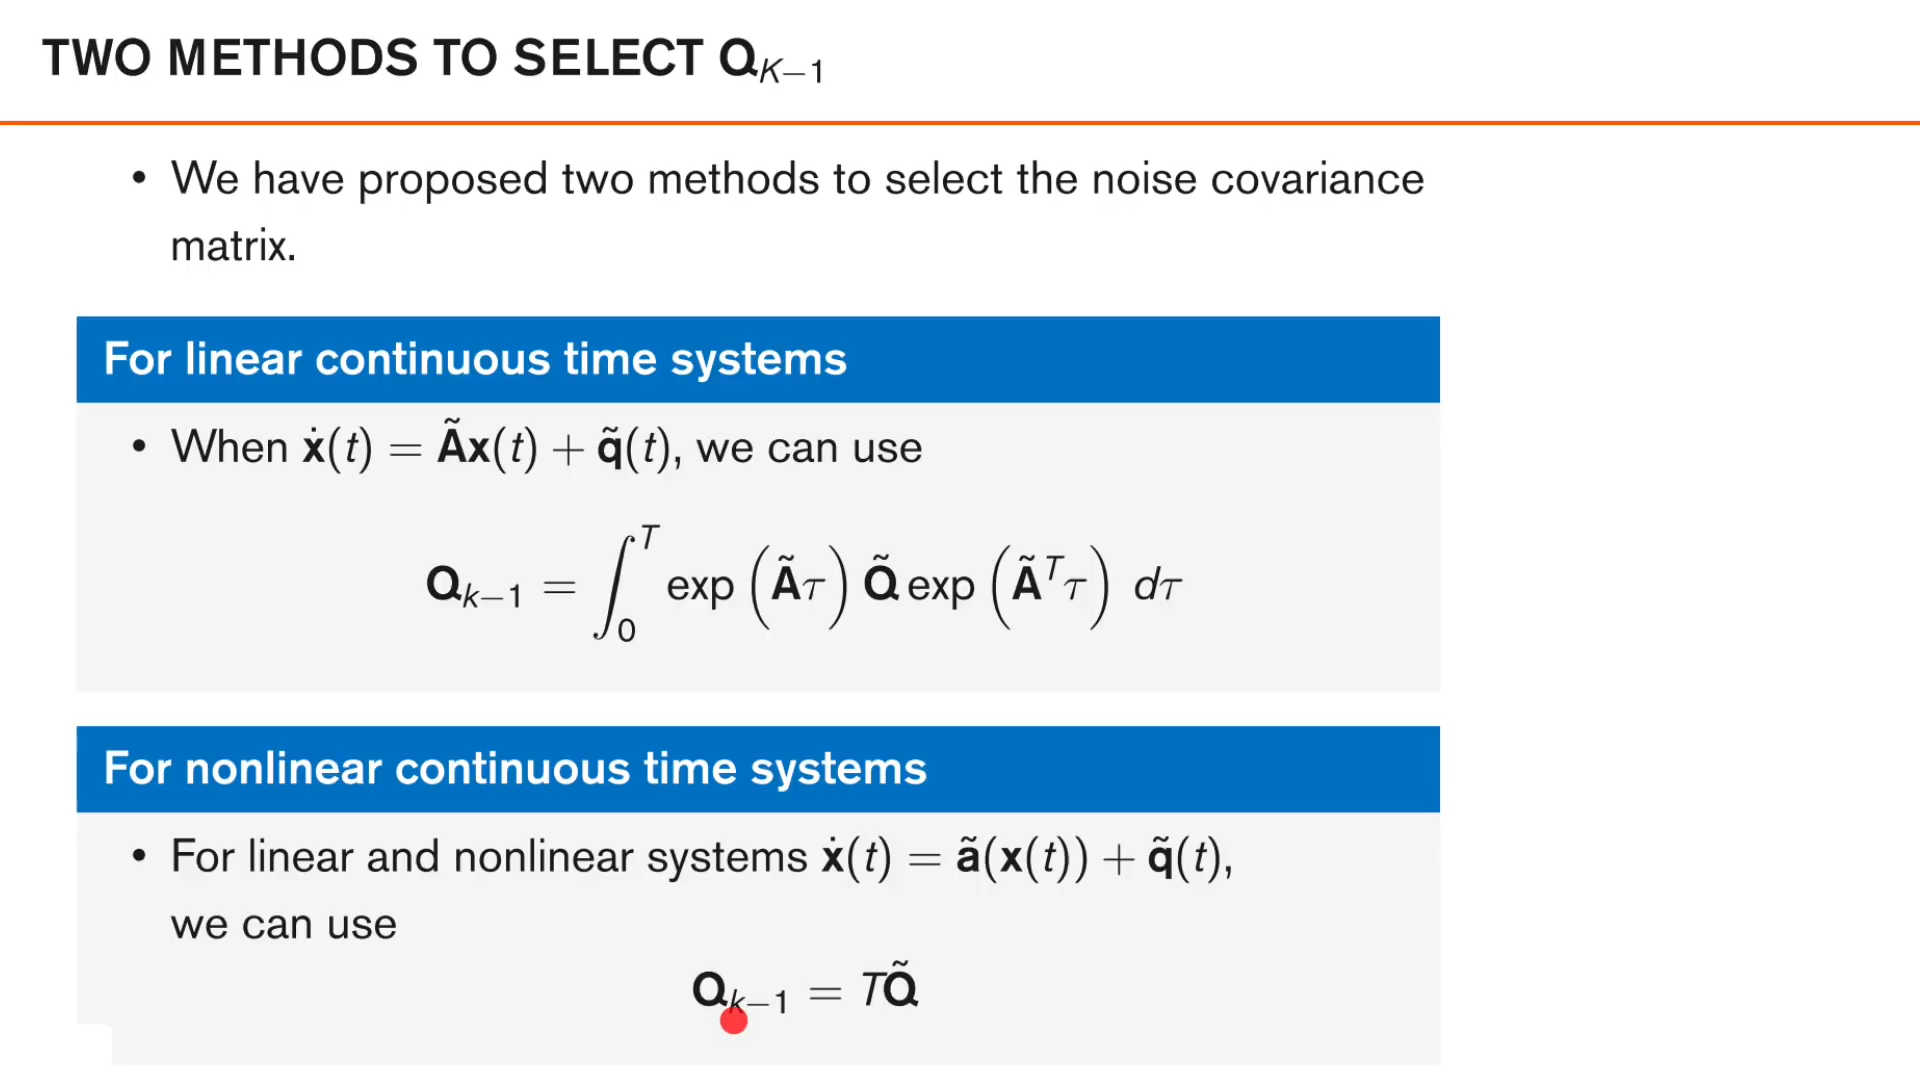 TWO METHODS TO SELECT Q_{K−1}
• We have proposed two methods to select the noise covariance
matrix.
For linear continuous time systems
• When ẋ(t) = Ãx(t) + q̃(t), we can use
Q_{k−1} = ∫_0^T exp(Ãτ) Q̃ exp(Ã^Tτ) dτ
For nonlinear continuous time systems
• For linear and nonlinear systems ẋ(t) = ã(x(t)) + q̃(t),
we can use
Q_{k−1} = TQ̃